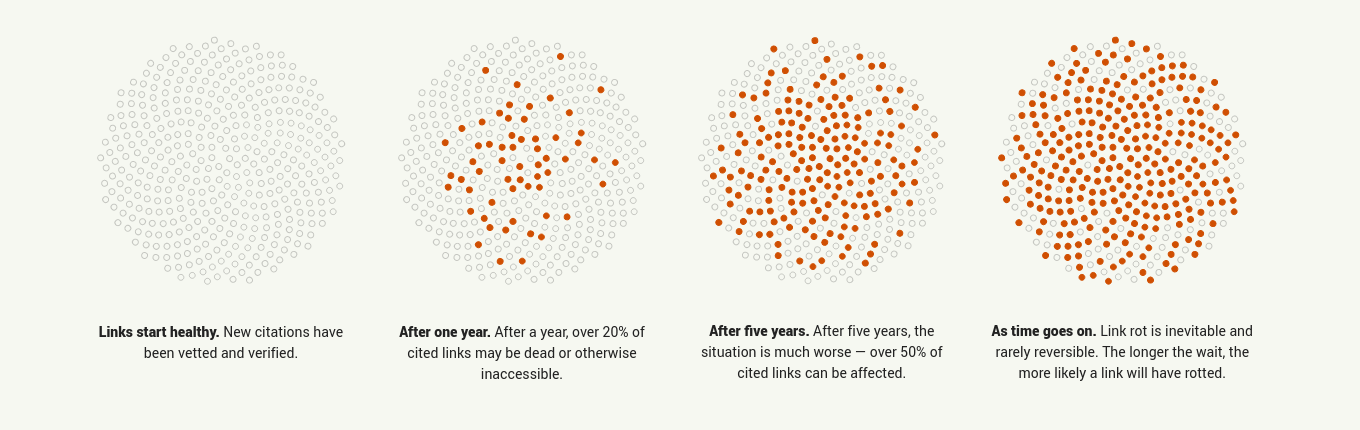 Links start healthy. New citations have
been vetted and verified.
After one year. After a year, over 20% of
cited links may be dead or otherwise
inaccessible.
After five years. After five years, the
situation is much worse — over 50% of
cited links can be affected.
As time goes on. Link rot is inevitable and
rarely reversible. The longer the wait, the
more likely a link will have rotted.